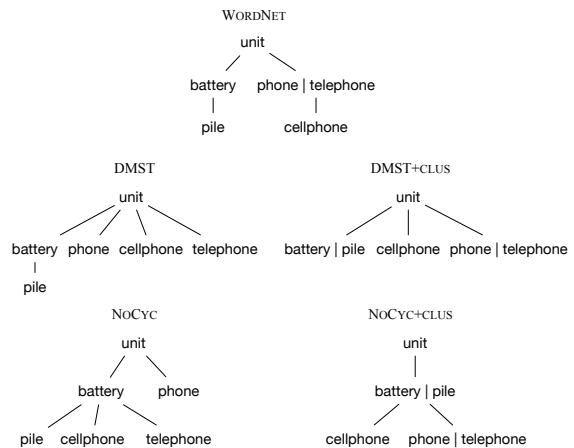 WORDNET
unit
battery phone | telephone
pile cellphone
DMST DMST+CLUS
unit unit
battery phone cellphone telephone battery | pile cellphone phone | telephone
pile
NOCYC NOCYC+CLUS
unit unit
battery phone battery | pile
pile cellphone telephone cellphone phone | telephone